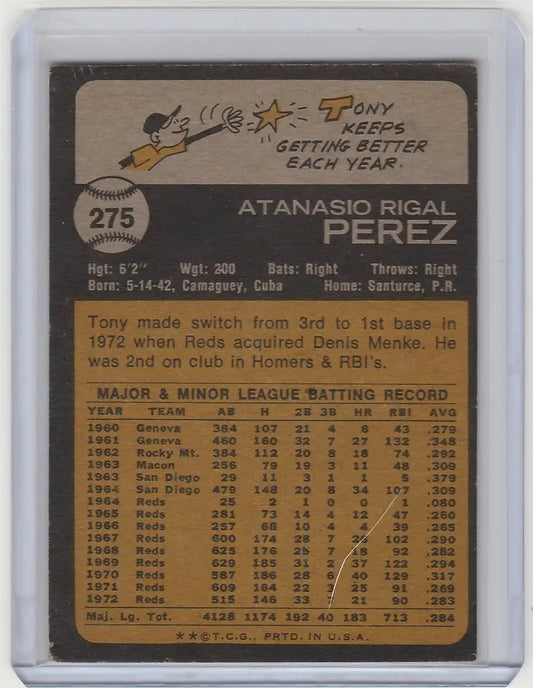 TONY
KEEPS
GETTING BETTER
EACH YEAR.
275
ATANASIO RIGAL
PEREZ
Hgt: 6'2" Wgt: 200 Bats: Right Throws: Right
Born: 5-14-42, Camaguey, Cuba Home: Santurce, P.R.
Tony made switch from 3rd to 1st base in
1972 when Reds acquired Denis Menke. He
was 2nd on club in Homers & RBI's.
MAJOR & MINOR LEAGUE BATTING RECORD
YEAR TEAM AB H 2B 3B HR RBI AVG
1960 Geneva 384 107 21 4 6 43 .279
1961 Geneva 460 160 32 7 27 132 .348
1962 Rocky Mt. 384 112 20 8 18 74 .292
1963 Macon 256 79 19 3 11 48 .309
1963 San Diego 29 11 3 1 1 5 .379
1964 San Diego 479 148 20 8 34 107 .309
1964 Reds 25 2 1 0 0 1 .080
1965 Reds 281 73 14 4 12 47 .260
1966 Reds 257 68 10 4 4 39 .265
1967 Reds 600 174 28 7 26 102 .290
1968 Reds 625 176 25 7 18 92 .282
1969 Reds 629 185 31 2 37 122 .294
1970 Reds 587 186 28 6 40 129 .317
1971 Reds 609 164 22 3 25 91 .269
1972 Reds 515 146 33 7 21 90 .283
Maj. Lg. Tot. 4128 1174 192 40 183 713 .284
**©T.C.G., PRTD. IN U.S.A.